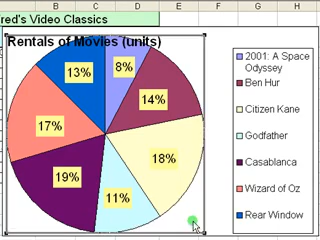 B C D E F G H
red's Video Classics
Rentals of Movies (units)
8%
14%
18%
11%
19%
17%
13%
2001: A Space
Odyssey
Ben Hur
Citizen Kane
Godfather
Casablanca
Wizard of Oz
Rear Window